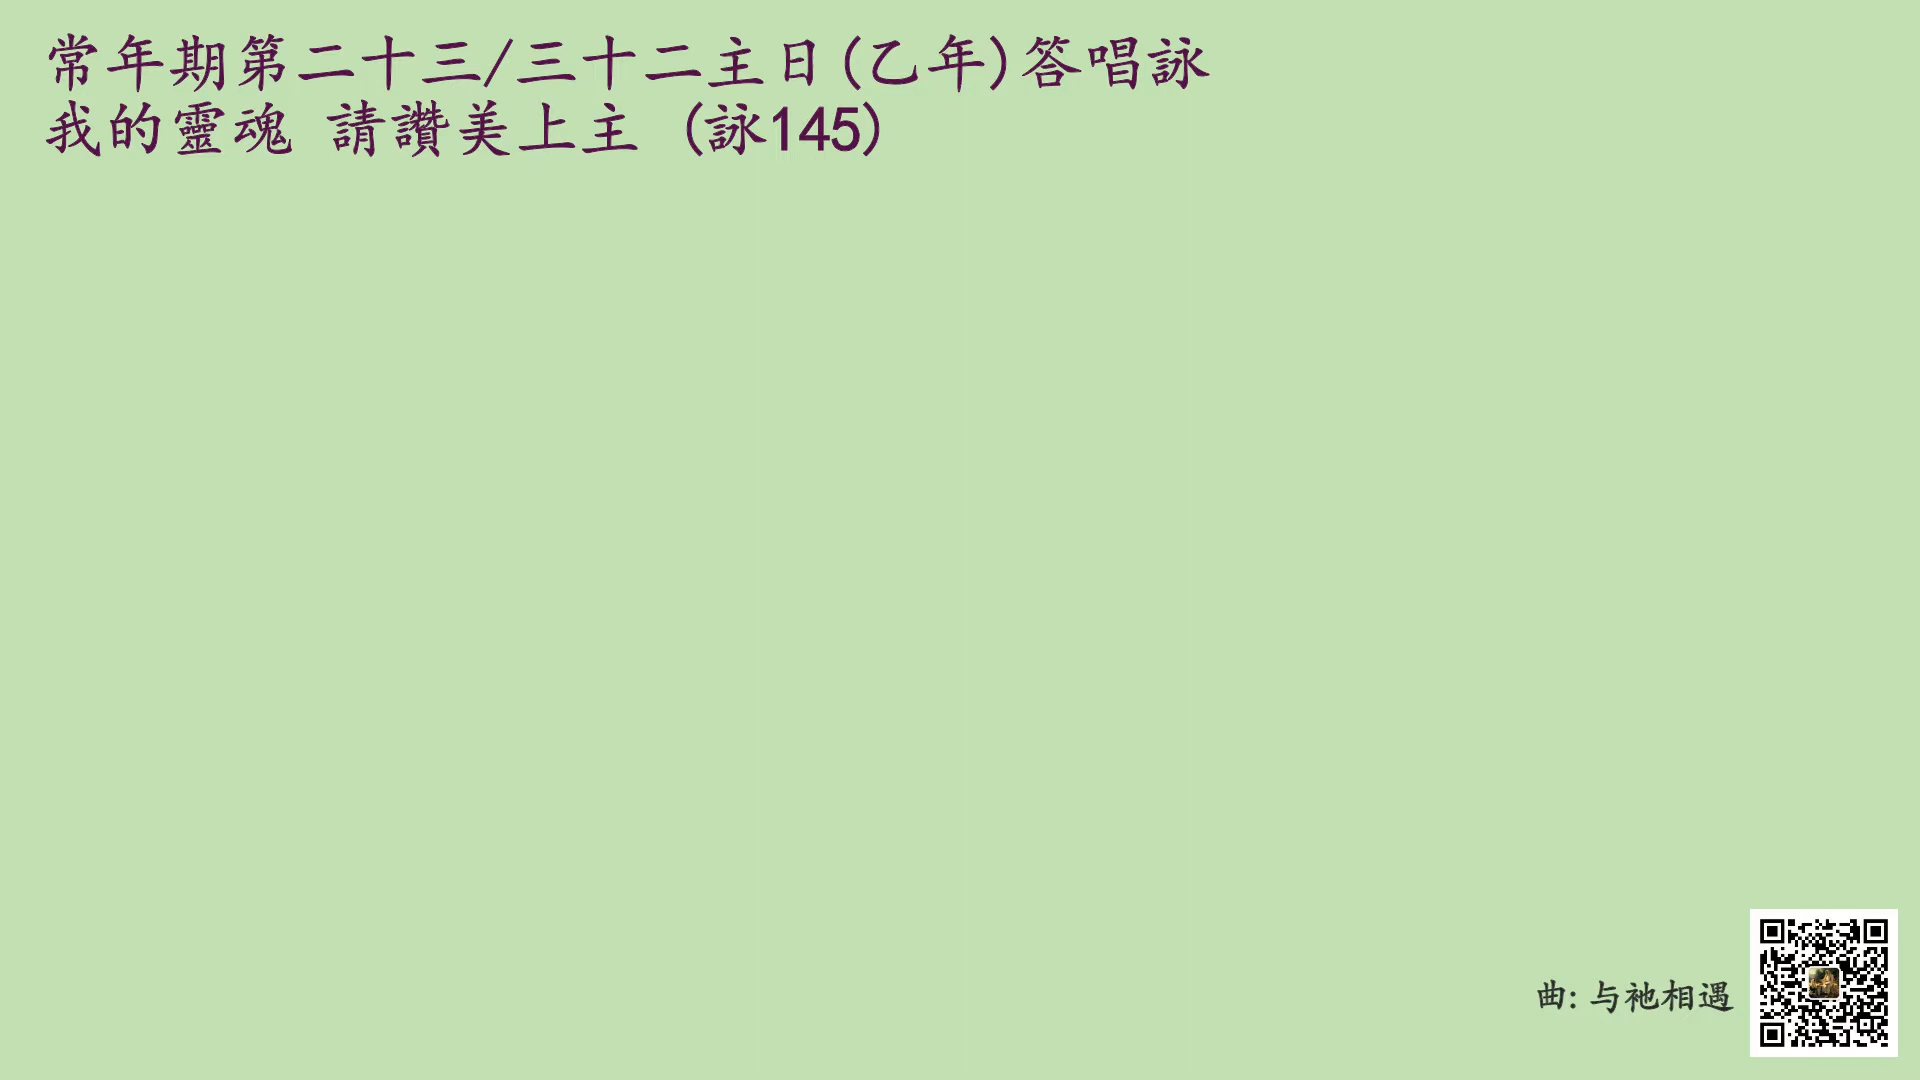 常年期第二十三/三十二主日(乙年)答唱詠
我的靈魂 請讚美上主 (詠145)
曲: 与祂相遇